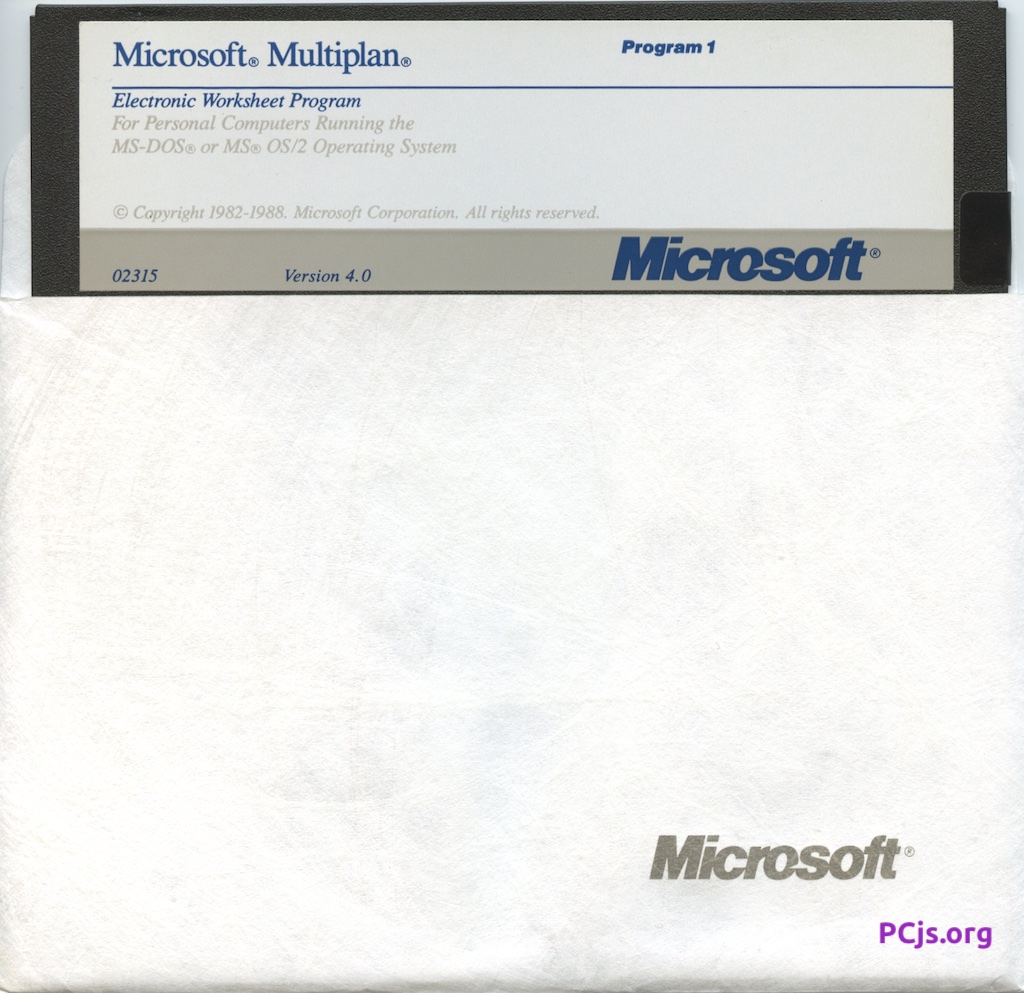 Microsoft® Multiplan®
Program 1
Electronic Worksheet Program
For Personal Computers Running the
MS-DOS® or MS® OS/2 Operating System
© Copyright 1982-1988. Microsoft Corporation. All rights reserved.
02315 Version 4.0
Microsoft®
Microsoft®
PCjs.org